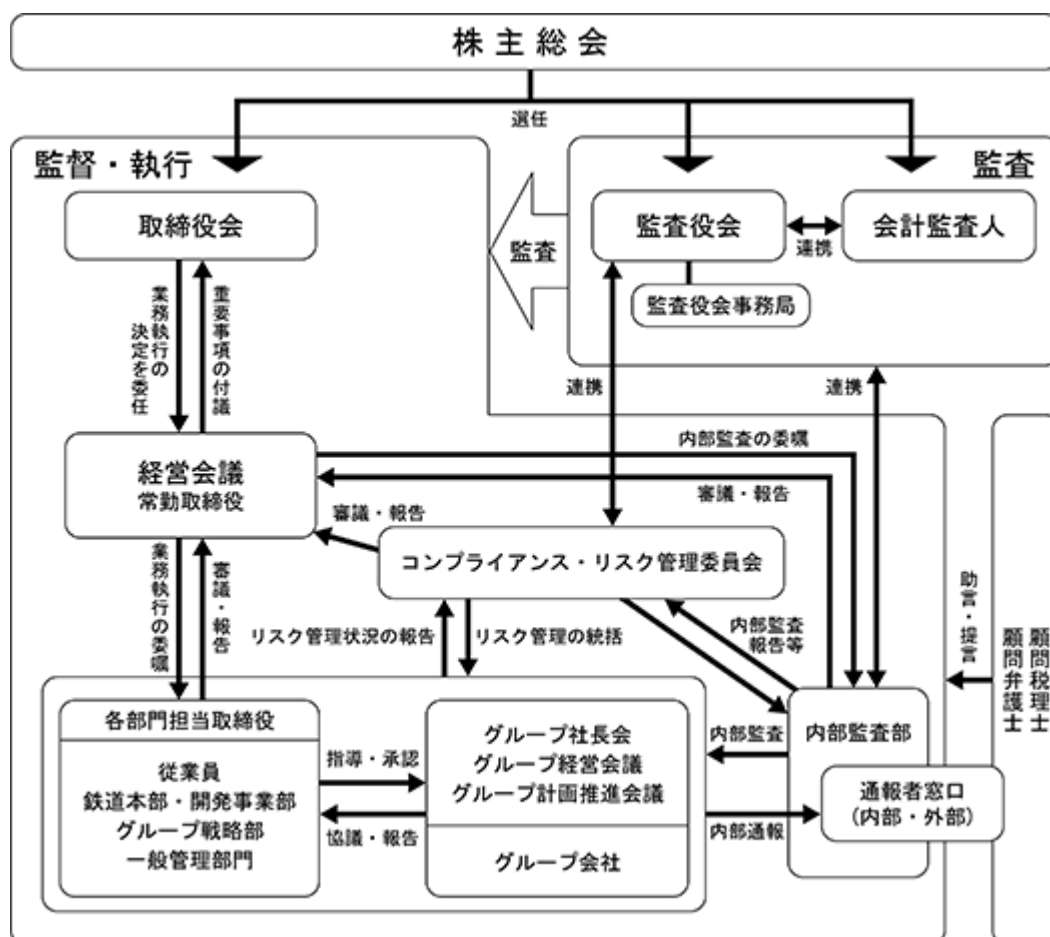 株主総会
選任
監督・執行
監査
取締役会
監査
監査役会
連携
会計監査人
監査役会事務局
業務執行の
決定を委任
重要事項の付議
連携
連携
経営会議
常勤取締役
内部監査の委嘱
審議・報告
審議・報告
コンプライアンス・リスク管理委員会
業務執行の委嘱
審議・報告
リスク管理状況の報告
リスク管理の統括
内部監査
報告等
助言・提言
顧問税理士
顧問弁護士
各部門担当取締役
従業員
鉄道本部・開発事業部
グループ戦略部
一般管理部門
指導・承認
協議・報告
グループ社長会
グループ経営会議
グループ計画推進会議
グループ会社
内部監査
内部通報
内部監査部
通報者窓口
(内部・外部)